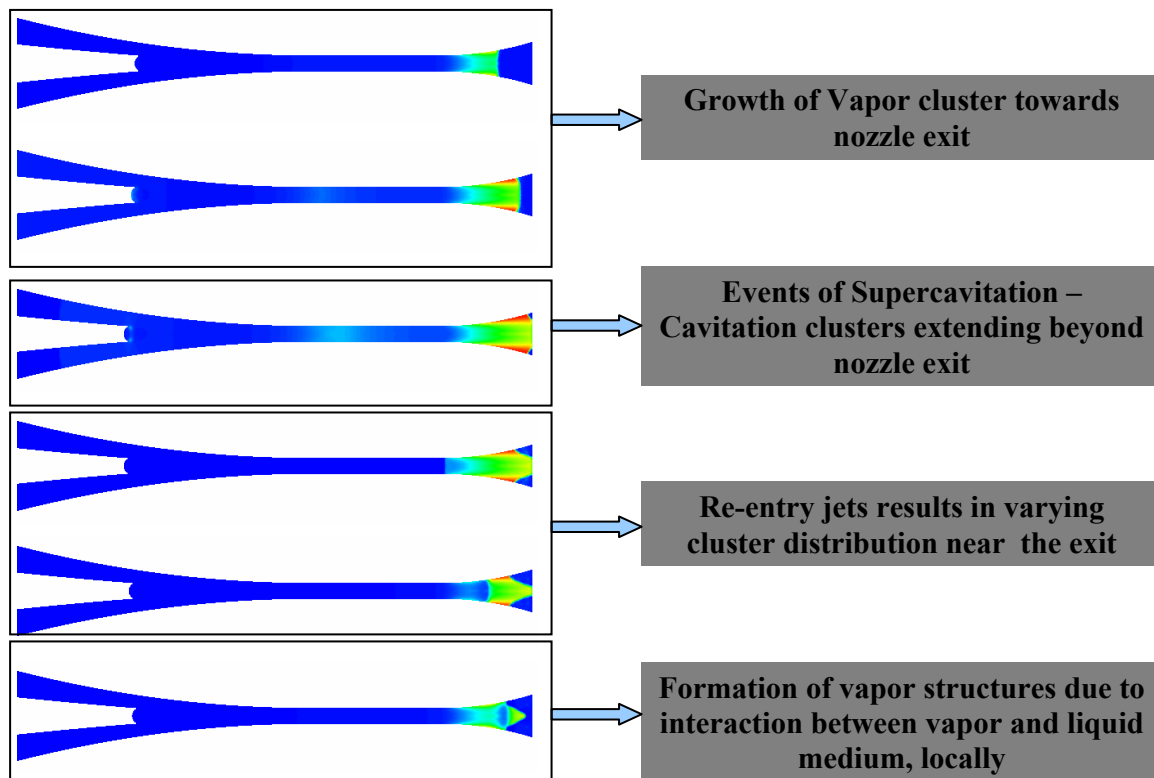 Growth of Vapor cluster towards
nozzle exit
Events of Supercavitation –
Cavitation clusters extending beyond
nozzle exit
Re-entry jets results in varying
cluster distribution near the exit
Formation of vapor structures due to
interaction between vapor and liquid
medium, locally